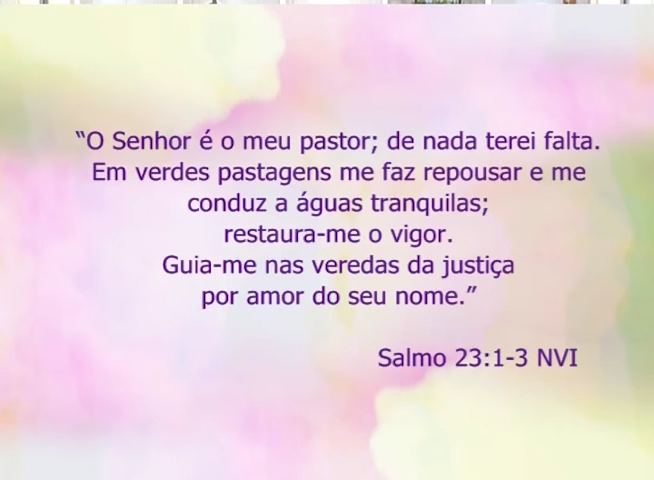 “O Senhor é o meu pastor; de nada terei falta.
Em verdes pastagens me faz repousar e me
conduz a águas tranquilas;
restaura-me o vigor.
Guia-me nas veredas da justiça
por amor do seu nome.”
Salmo 23:1-3 NVI